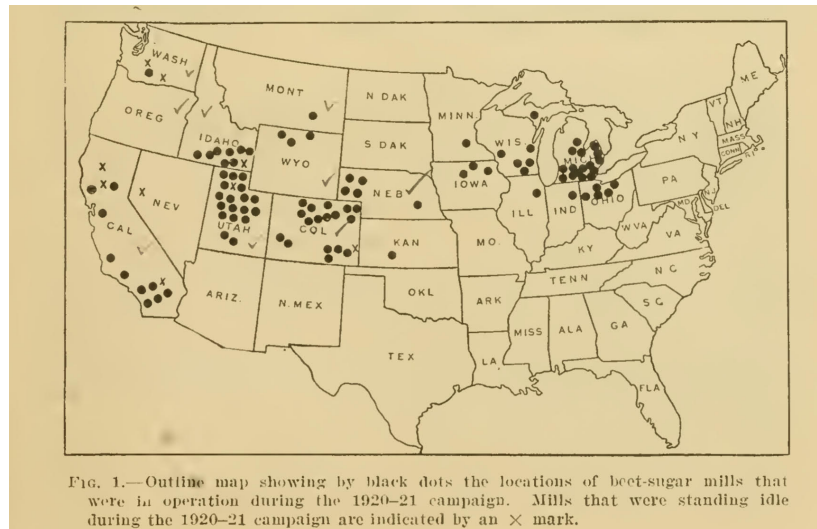 WASH
OREG
CAL
NEV
IDAHO
MONT
WYO
UTAH
ARIZ.
COL
N.MEX
N DAK
S DAK
NEB
KAN
OKL
TEX
MINN
IOWA
MO.
ARK
LA
WIS
ILL
MICH
IND
OHIO
KY
TENN
MISS
ALA
GA
FLA
S C
N C
VA
W VA
PA
N Y
MD
DEL
N.J.
CONN
R I
MASS
VT
NH
ME
FIG. 1.—Outline map showing by black dots the locations of beet-sugar mills that
were in operation during the 1920–21 campaign. Mills that were standing idle
during the 1920–21 campaign are indicated by an × mark.